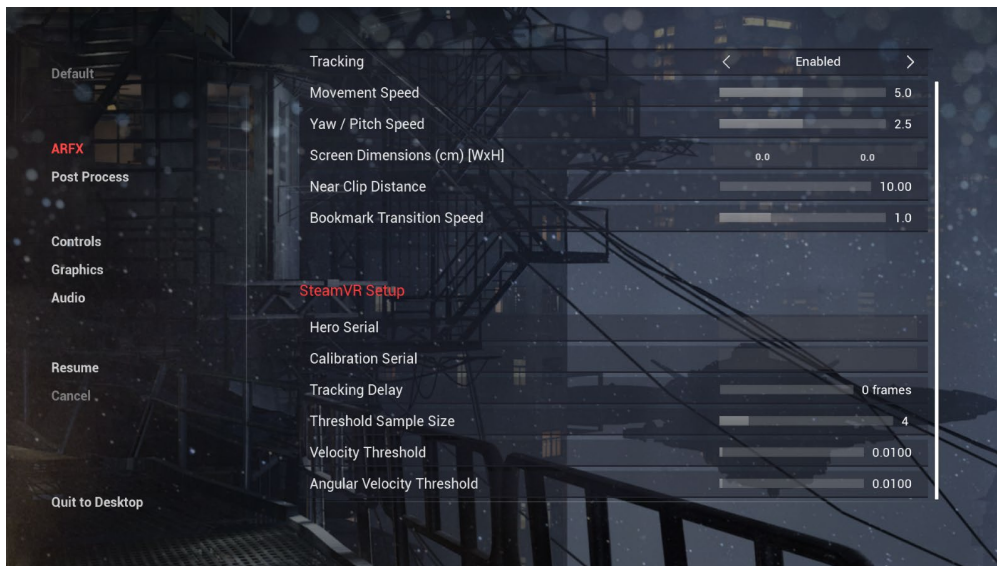 Default
ARFX
Post Process
Controls
Graphics
Audio
Resume
Cancel
Quit to Desktop
Tracking < Enabled >
Movement Speed 5.0
Yaw / Pitch Speed 2.5
Screen Dimensions (cm) [WxH] 0.0 0.0
Near Clip Distance 10.00
Bookmark Transition Speed 1.0
SteamVR Setup
Hero Serial
Calibration Serial
Tracking Delay 0 frames
Threshold Sample Size 4
Velocity Threshold 0.0100
Angular Velocity Threshold 0.0100